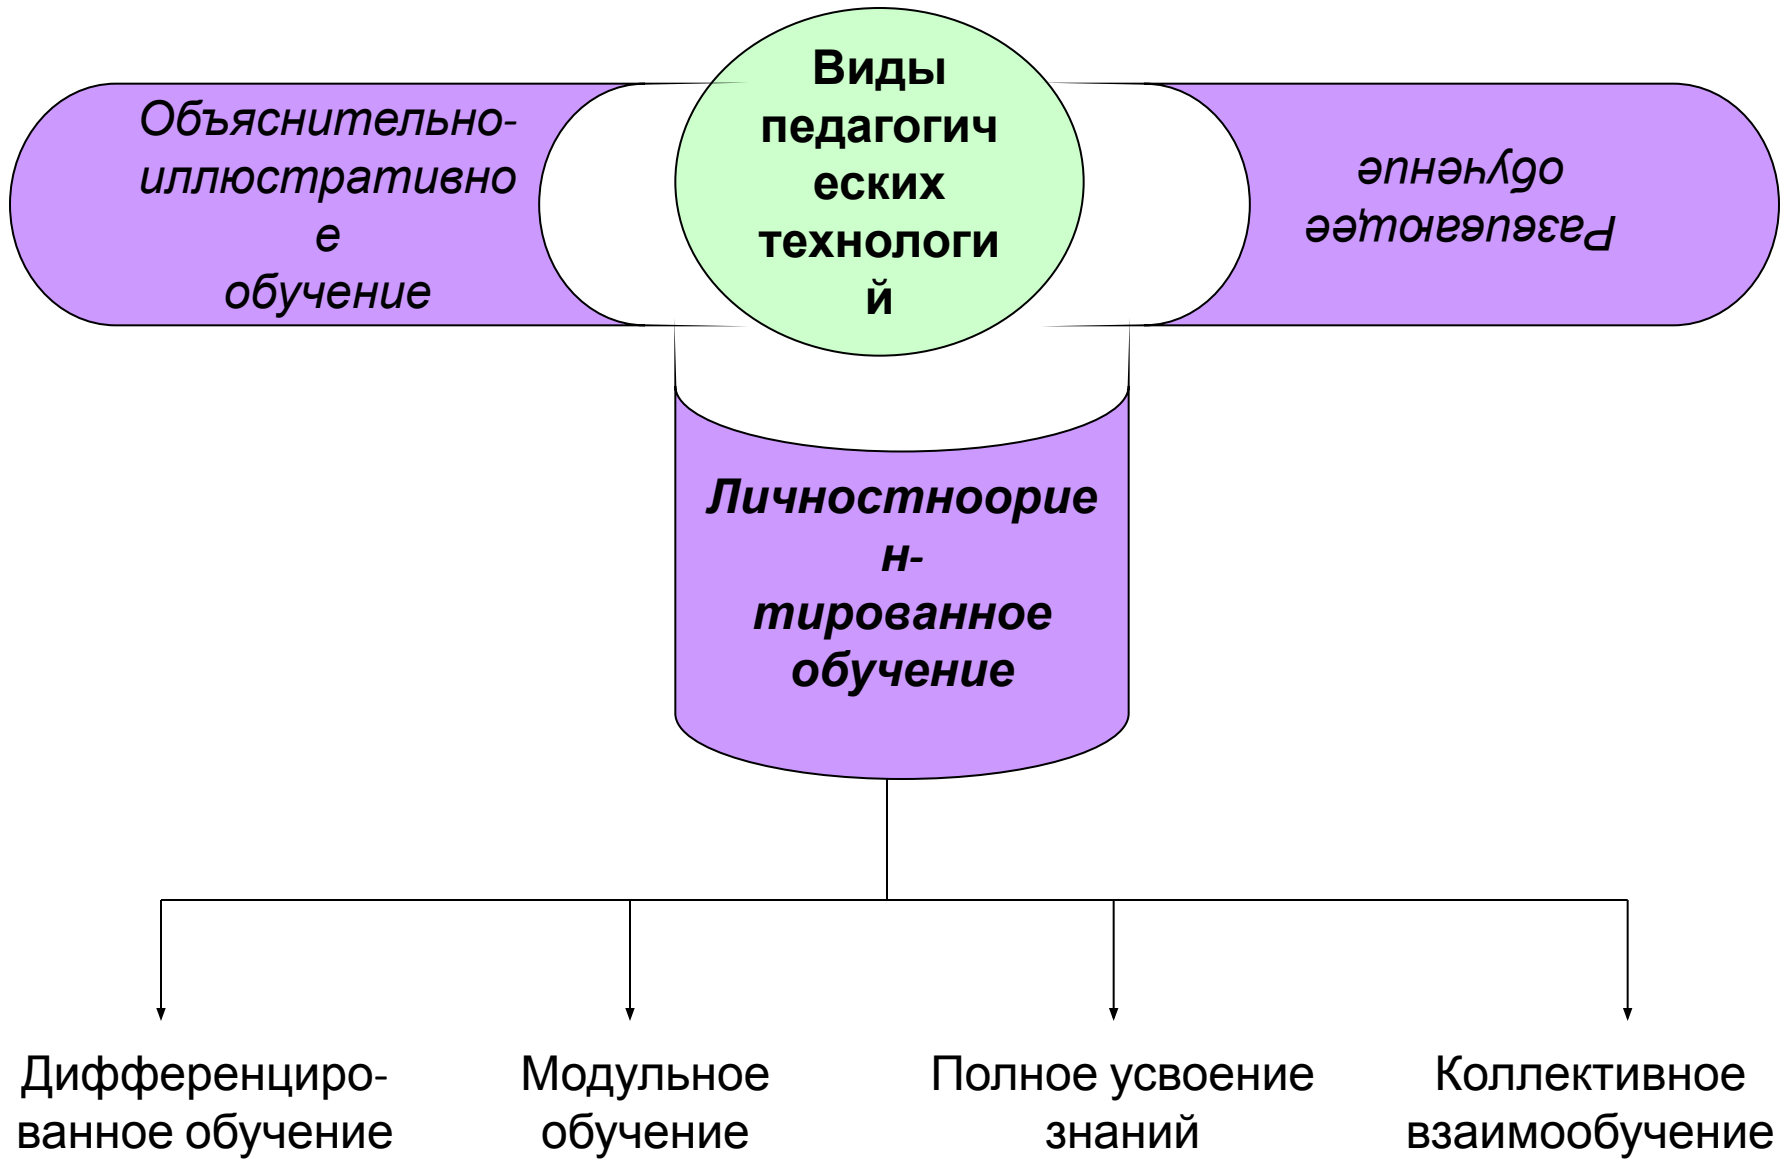 Виды
педагогич
еских
технологи
й
Объяснительно-
иллюстративно
е
обучение
Развивающее
обучение
Личностноорие
н-
тированное
обучение
Дифференциро-
ванное обучение
Модульное
обучение
Полное усвоение
знаний
Коллективное
взаимообучение